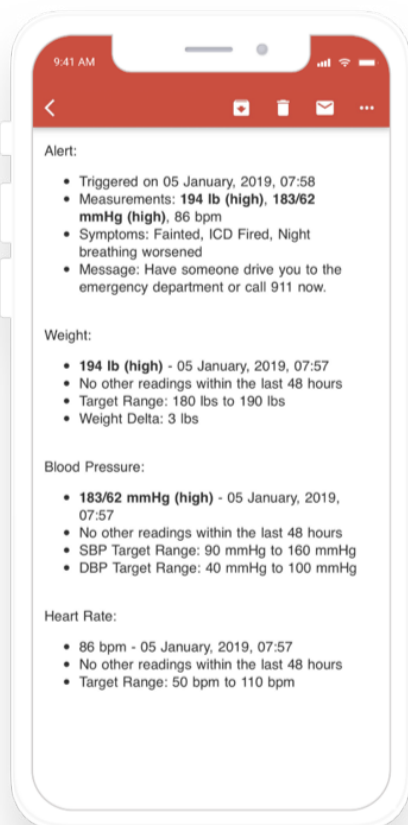 9:41 AM
Alert:
• Triggered on 05 January, 2019, 07:58
• Measurements: 194 lb (high), 183/62
mmHg (high), 86 bpm
• Symptoms: Fainted, ICD Fired, Night
breathing worsened
• Message: Have someone drive you to the
emergency department or call 911 now.
Weight:
• 194 lb (high) - 05 January, 2019, 07:57
• No other readings within the last 48 hours
• Target Range: 180 lbs to 190 lbs
• Weight Delta: 3 lbs
Blood Pressure:
• 183/62 mmHg (high) - 05 January, 2019,
07:57
• No other readings within the last 48 hours
• SBP Target Range: 90 mmHg to 160 mmHg
• DBP Target Range: 40 mmHg to 100 mmHg
Heart Rate:
• 86 bpm - 05 January, 2019, 07:57
• No other readings within the last 48 hours
• Target Range: 50 bpm to 110 bpm